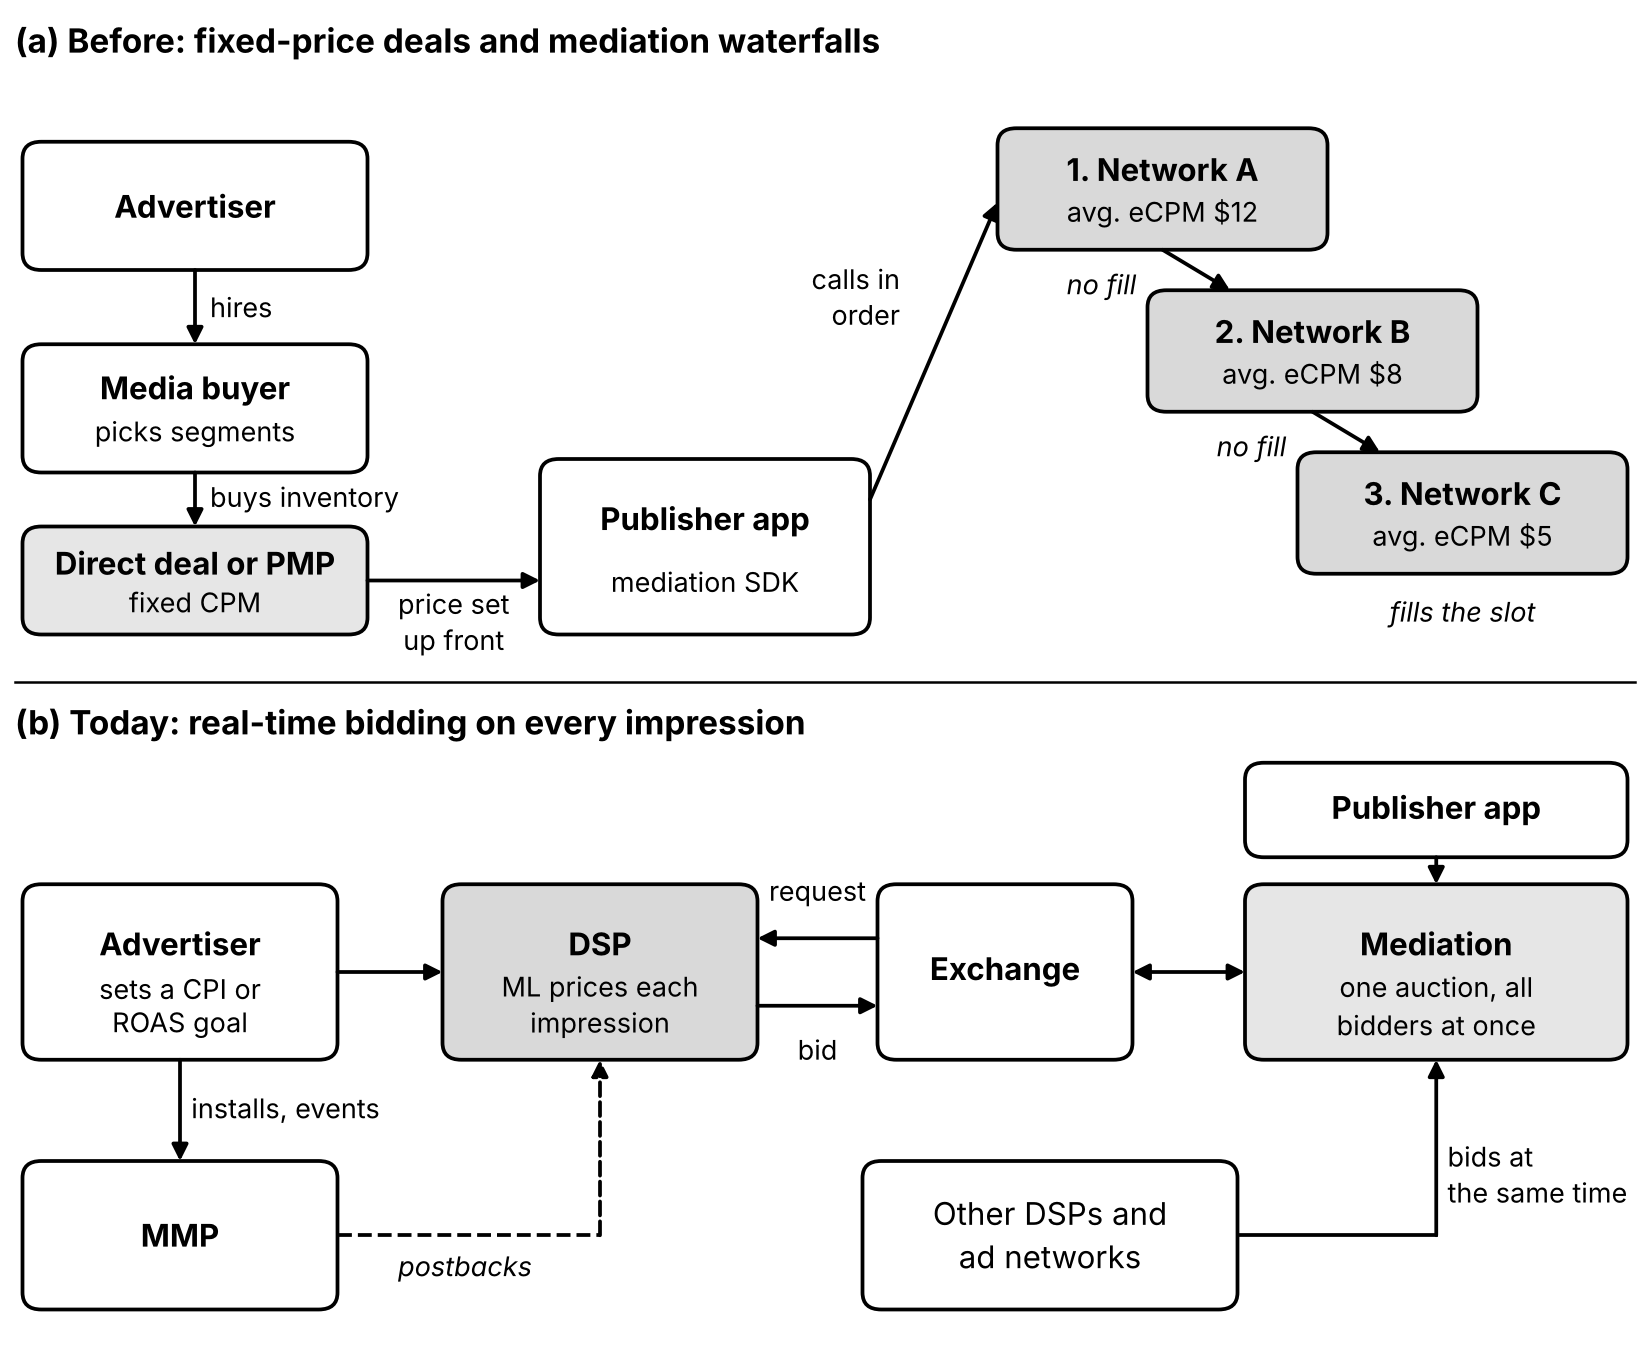 (a) Before: fixed-price deals and mediation waterfalls
Advertiser
hires
Media buyer
picks segments
buys inventory
Direct deal or PMP
fixed CPM
price set
up front
Publisher app
mediation SDK
calls in
order
1. Network A
avg. eCPM $12
no fill
2. Network B
avg. eCPM $8
no fill
3. Network C
avg. eCPM $5
fills the slot
(b) Today: real-time bidding on every impression
Publisher app
Advertiser
sets a CPI or
ROAS goal
DSP
ML prices each
impression
request
bid
Exchange
Mediation
one auction, all
bidders at once
installs, events
MMP
postbacks
Other DSPs and
ad networks
bids at
the same time